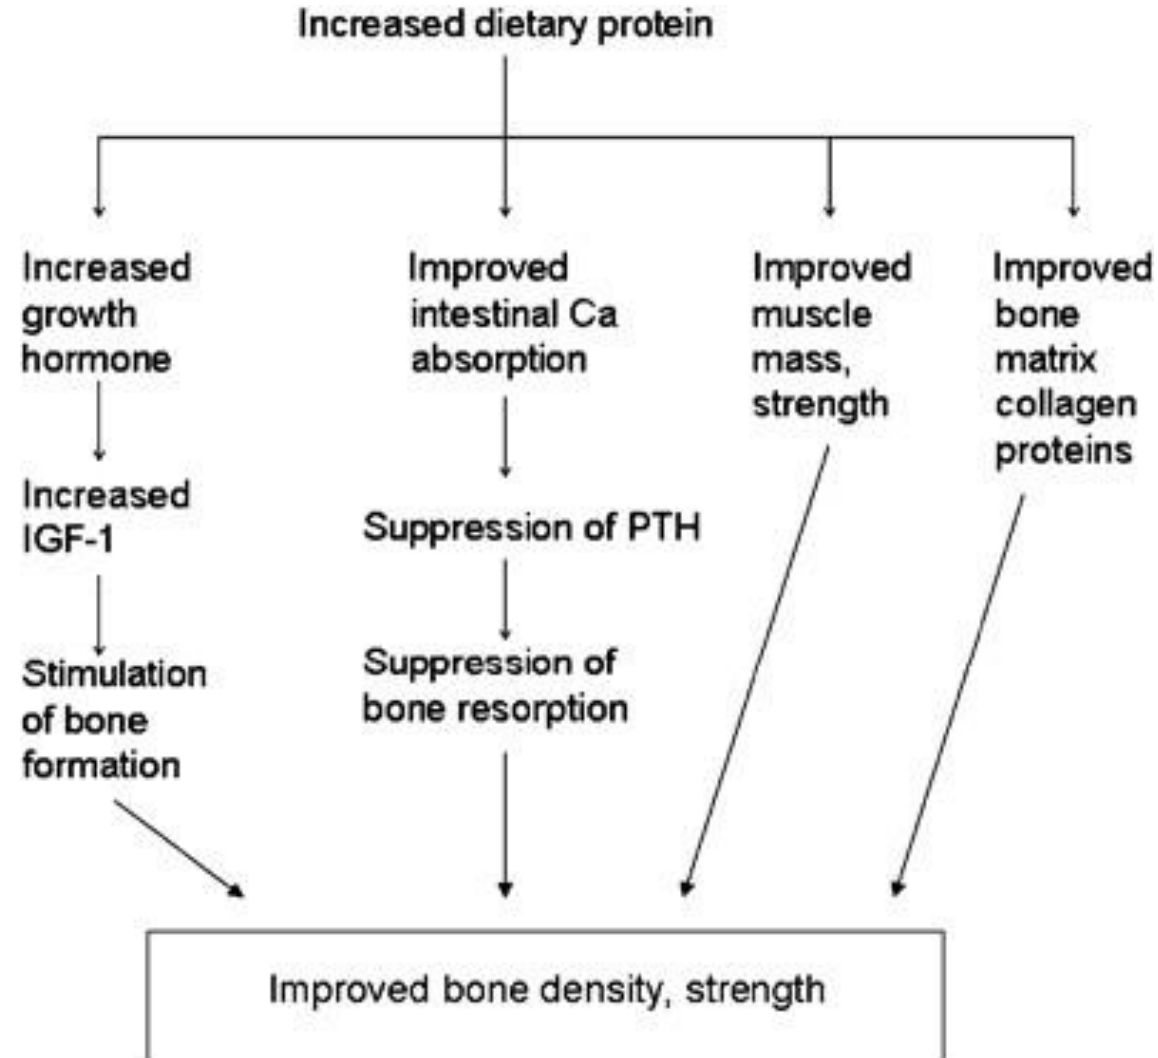 Increased dietary protein
Increased
growth
hormone
Increased
IGF-1
Stimulation
of bone
formation
Improved
intestinal Ca
absorption
Suppression of PTH
Suppression of
bone resorption
Improved
muscle
mass,
strength
Improved
bone
matrix
collagen
proteins
Improved bone density, strength